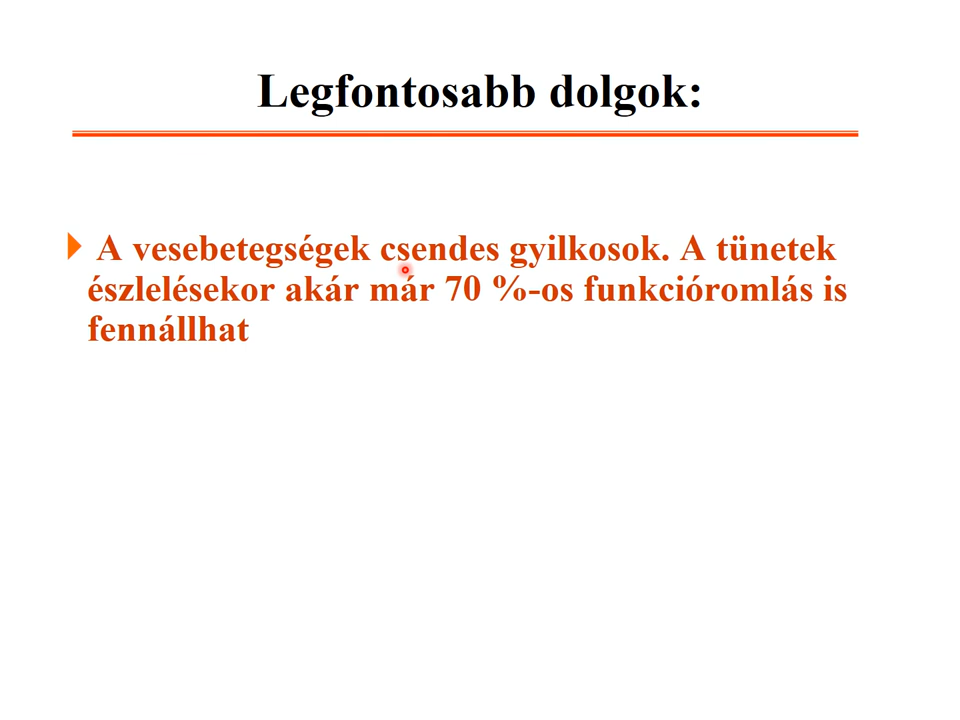 Legfontosabb dolgok:
A vesebetegségek csendes gyilkosok. A tünetek
észlelésekor akár már 70 %-os funkcióromlás is
fennállhat